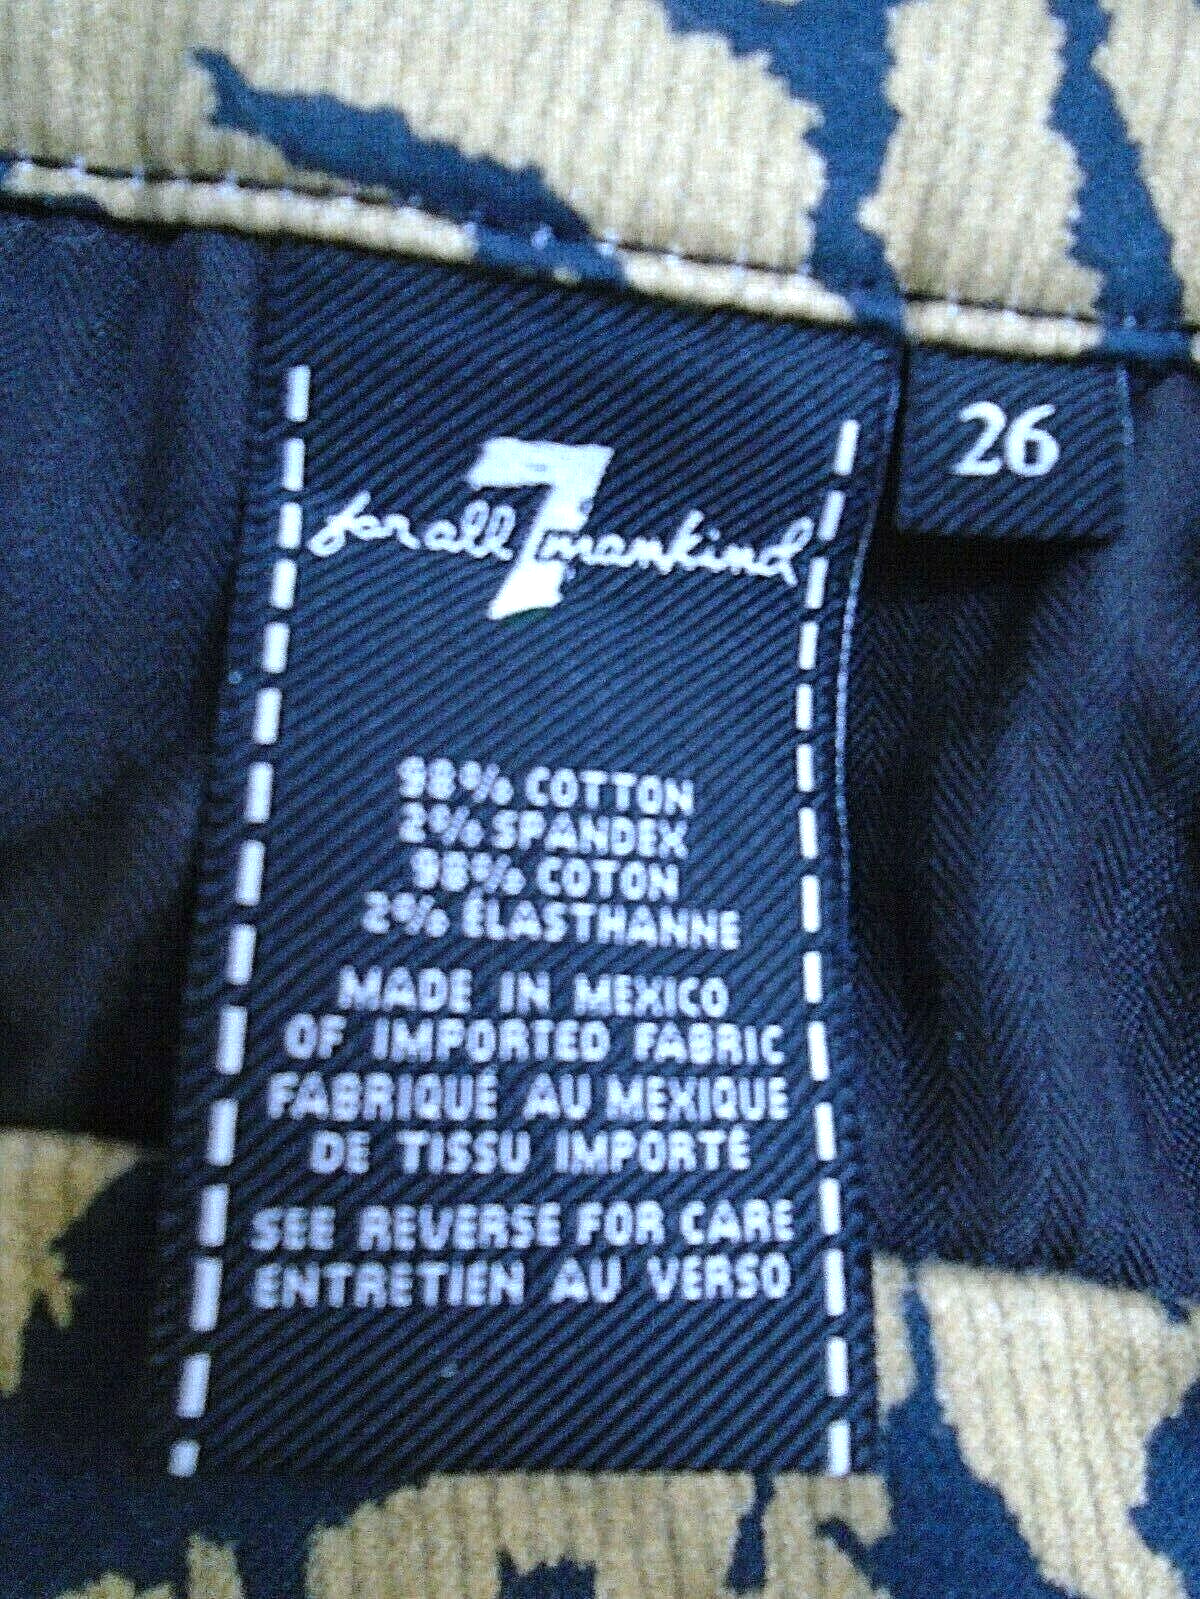 for all 7 mankind
26
98% COTTON
2% SPANDEX
98% COTON
2% ÉLASTHANNE
MADE IN MEXICO
OF IMPORTED FABRIC
FABRIQUÉ AU MEXIQUE
DE TISSU IMPORTÉ
SEE REVERSE FOR CARE
ENTRETIEN AU VERSO